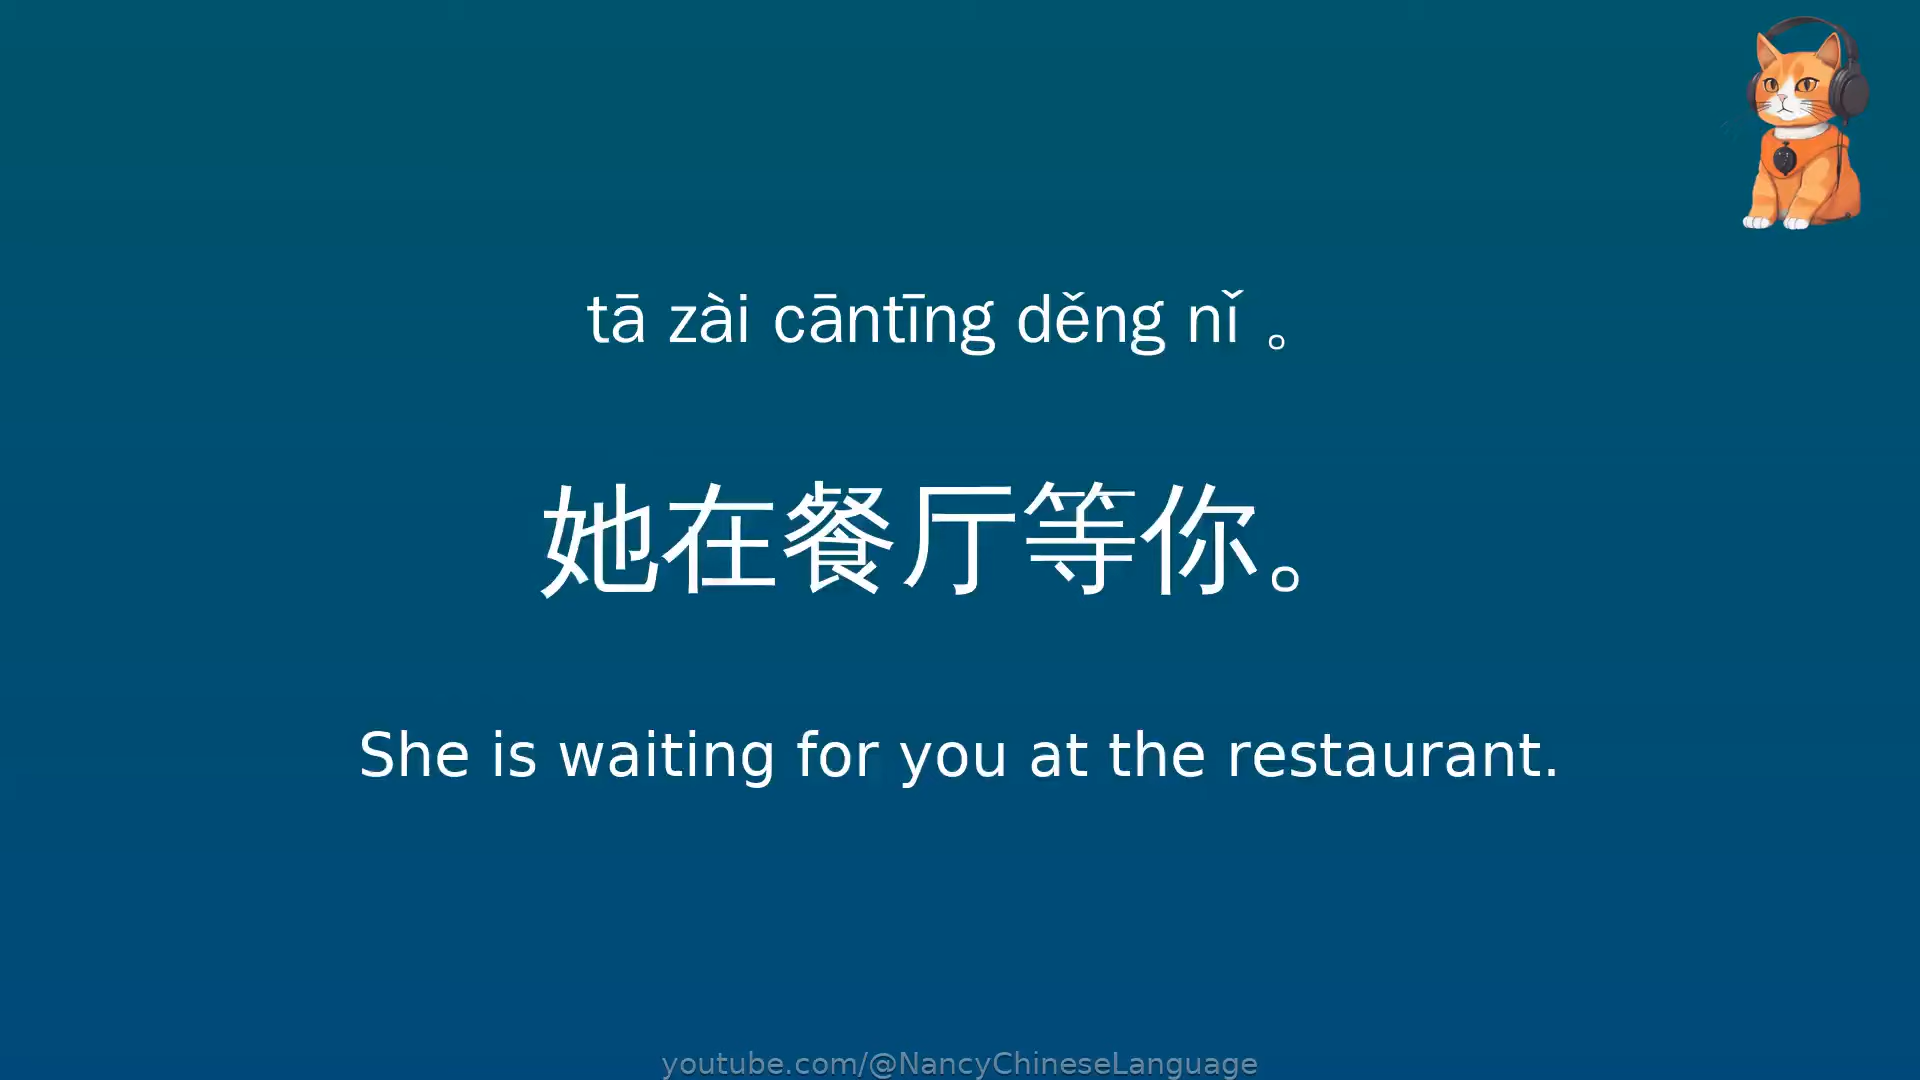 tā zài cāntīng děng nǐ 。
她在餐厅等你。
She is waiting for you at the restaurant.
youtube.com/@NancyChineseLanguage